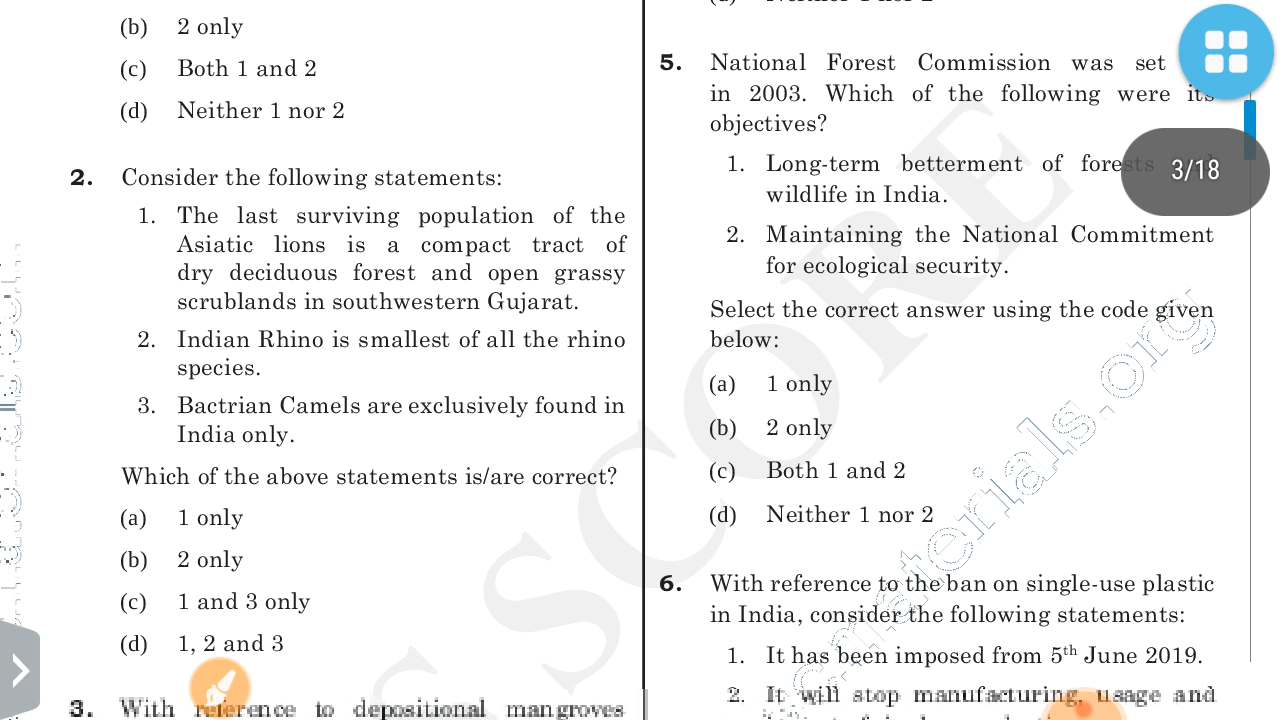 (b) 2 only
(c) Both 1 and 2
(d) Neither 1 nor 2
2. Consider the following statements:
1. The last surviving population of the
Asiatic lions is a compact tract of
dry deciduous forest and open grassy
scrublands in southwestern Gujarat.
2. Indian Rhino is smallest of all the rhino
species.
3. Bactrian Camels are exclusively found in
India only.
Which of the above statements is/are correct?
(a) 1 only
(b) 2 only
(c) 1 and 3 only
(d) 1, 2 and 3
3. With reference to depositional mangroves
5. National Forest Commission was set
in 2003. Which of the following were its
objectives?
1. Long-term betterment of forests
wildlife in India.
2. Maintaining the National Commitment
for ecological security.
Select the correct answer using the code given
below:
(a) 1 only
(b) 2 only
(c) Both 1 and 2
(d) Neither 1 nor 2
6. With reference to the ban on single-use plastic
in India, consider the following statements:
1. It has been imposed from 5th June 2019.
2. It will stop manufacturing, usage and
3/18
S SCORE
materials.org